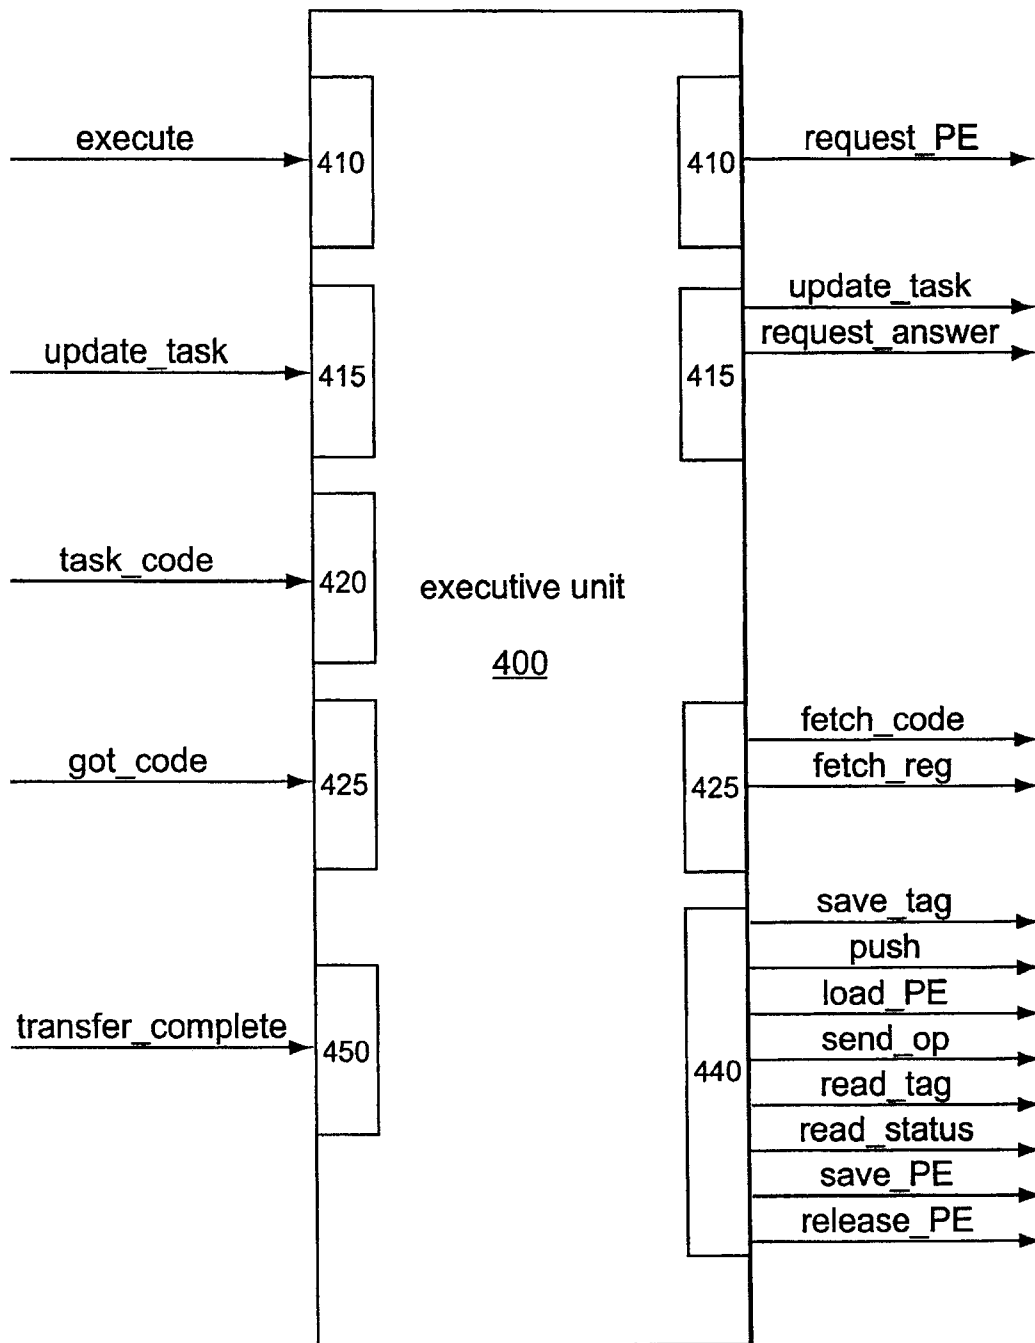 execute
410
410
request_PE
update_task
415
415
update_task
request_answer
task_code
420
executive unit
400
got_code
425
425
fetch_code
fetch_reg
transfer_complete
450
440
save_tag
push
load_PE
send_op
read_tag
read_status
save_PE
release_PE